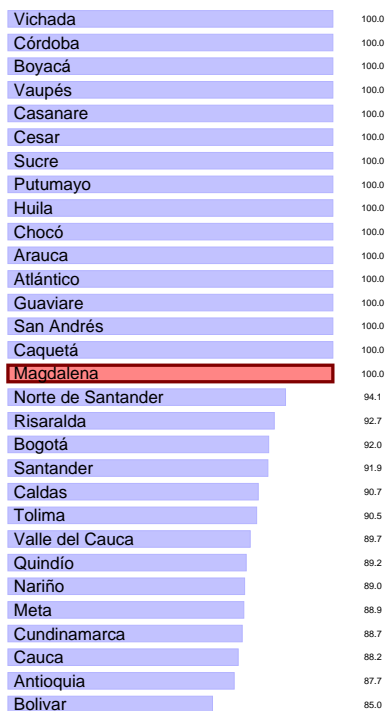 Vichada 100.0
Córdoba 100.0
Boyacá 100.0
Vaupés 100.0
Casanare 100.0
Cesar 100.0
Sucre 100.0
Putumayo 100.0
Huila 100.0
Chocó 100.0
Arauca 100.0
Atlántico 100.0
Guaviare 100.0
San Andrés 100.0
Caquetá 100.0
Magdalena 100.0
Norte de Santander 94.1
Risaralda 92.7
Bogotá 92.0
Santander 91.9
Caldas 90.7
Tolima 90.5
Valle del Cauca 89.7
Quindío 89.2
Nariño 89.0
Meta 88.9
Cundinamarca 88.7
Cauca 88.2
Antioquia 87.7
Bolivar 85.0